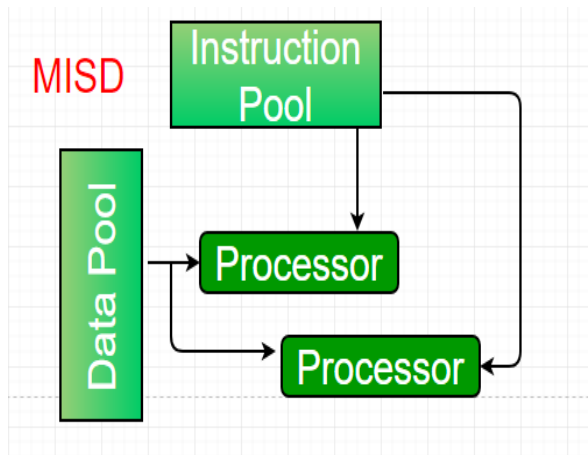 MISD
Instruction
Pool
Data Pool
Processor
Processor